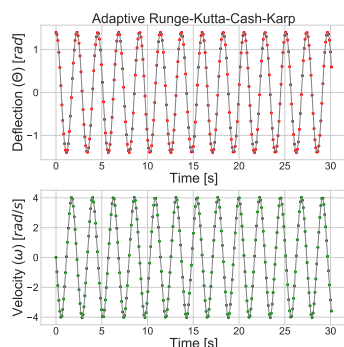 Adaptive Runge-Kutta-Cash-Karp
Deflection (Θ) [rad]
1
0
−1
0 5 10 15 20 25 30
Time [s]
Velocity (ω) [rad/s]
4
2
0
−2
−4
0 5 10 15 20 25 30
Time [s]